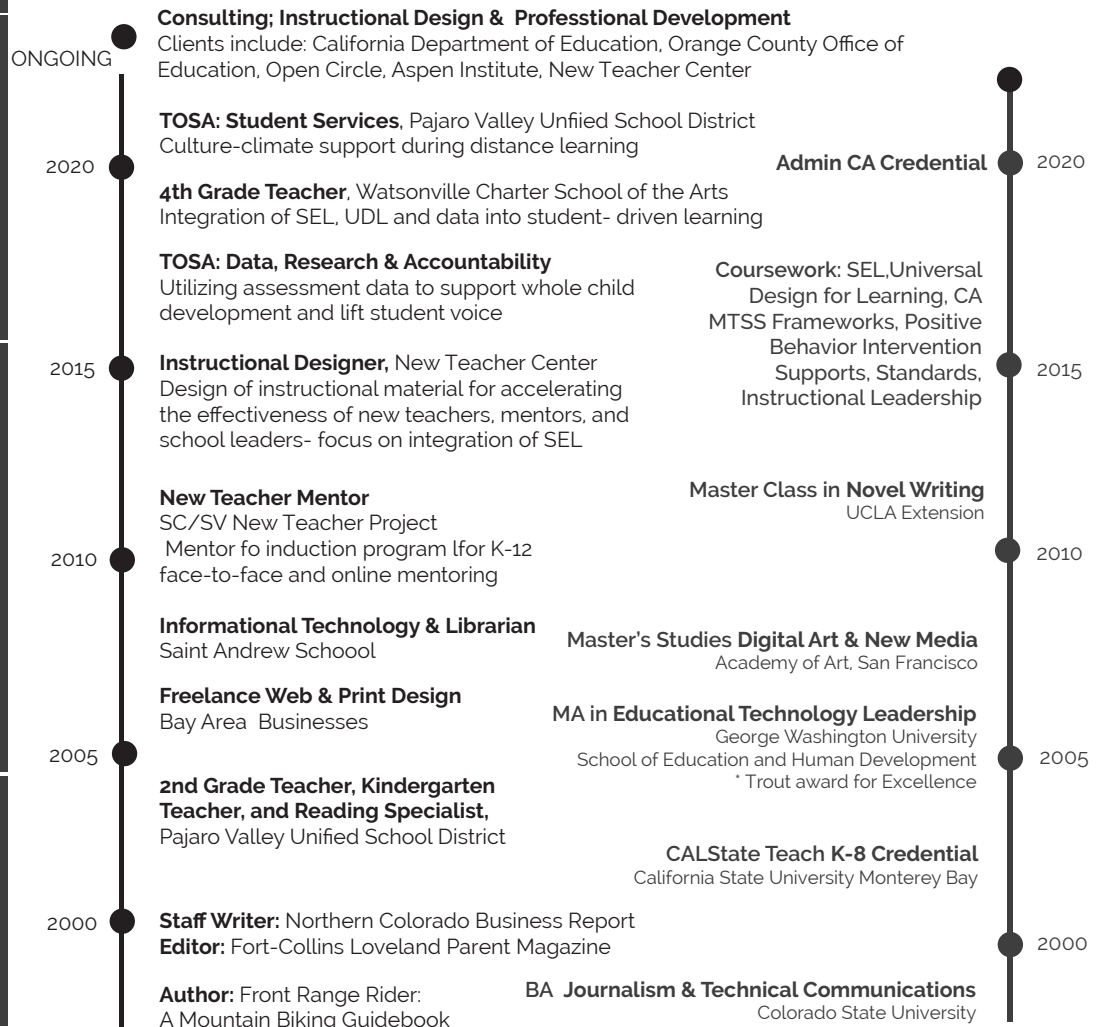 Consulting; Instructional Design & Professtional Development
ONGOING
Clients include: California Department of Education, Orange County Office of
Education, Open Circle, Aspen Institute, New Teacher Center
TOSA: Student Services, Pajaro Valley Unfiied School District
Culture-climate support during distance learning
2020
4th Grade Teacher, Watsonville Charter School of the Arts
Integration of SEL, UDL and data into student- driven learning
TOSA: Data, Research & Accountability
Utilizing assessment data to support whole child
development and lift student voice
2015
Instructional Designer, New Teacher Center
Design of instructional material for accelerating
the effectiveness of new teachers, mentors, and
school leaders- focus on integration of SEL
New Teacher Mentor
SC/SV New Teacher Project
Mentor fo induction program lfor K-12
face-to-face and online mentoring
2010
Informational Technology & Librarian
Saint Andrew Schoool
Freelance Web & Print Design
Bay Area Businesses
2005
2nd Grade Teacher, Kindergarten
Teacher, and Reading Specialist,
Pajaro Valley Unified School District
2000
Staff Writer: Northern Colorado Business Report
Editor: Fort-Collins Loveland Parent Magazine
Author: Front Range Rider:
A Mountain Biking Guidebook
Admin CA Credential
2020
Coursework: SEL,Universal
Design for Learning, CA
MTSS Frameworks, Positive
Behavior Intervention
Supports, Standards,
Instructional Leadership
2015
Master Class in Novel Writing
UCLA Extension
2010
Master's Studies Digital Art & New Media
Academy of Art, San Francisco
MA in Educational Technology Leadership
George Washington University
School of Education and Human Development
* Trout award for Excellence
2005
CALState Teach K-8 Credential
California State University Monterey Bay
2000
BA Journalism & Technical Communications
Colorado State University